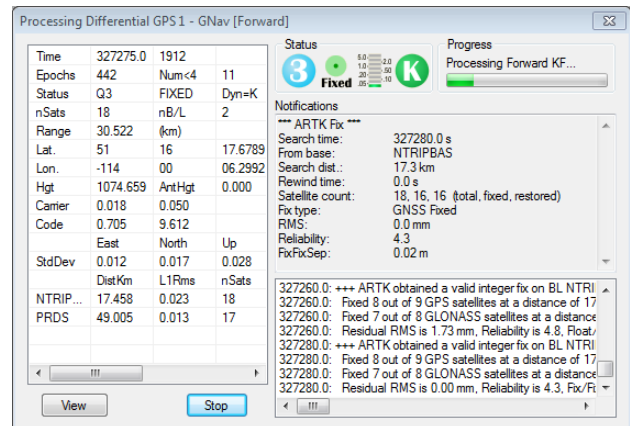 Processing Differential GPS 1 - GNav [Forward]
Time 327275.0 1912
Epochs 442 Num<4 11
Status Q3 FIXED Dyn=K
nSats 18 nB/L 2
Range 30.522 (km)
Lat. 51 16 17.6789
Lon. -114 00 06.2992
Hgt 1074.659 AntHgt 0.000
Carrier 0.018 0.050
Code 0.705 9.612
East North Up
StdDev 0.012 0.017 0.028
DistKm L1Rms nSats
NTRIP... 17.458 0.023 18
PRDS 49.005 0.013 17
View
Stop
Status
3
Fixed
5.0
2.0
1.0
.50
.20
.10
.05
K
Progress
Processing Forward KF...
Notifications
*** ARTK Fix ***
Search time: 327280.0 s
From base: NTRIPBAS
Search dist.: 17.3 km
Rewind time: 0.0 s
Satellite count: 18, 16, 16 (total, fixed, restored)
Fix type: GNSS Fixed
RMS: 0.0 mm
Reliability: 4.3
FixFixSep: 0.02 m
327260.0: +++ ARTK obtained a valid integer fix on BL NTRI
327260.0: Fixed 8 out of 9 GPS satellites at a distance of 17
327260.0: Fixed 7 out of 8 GLONASS satellites at a distance
327260.0: Residual RMS is 1.73 mm, Reliability is 4.8, Float/
327280.0: +++ ARTK obtained a valid integer fix on BL NTRI
327280.0: Fixed 8 out of 9 GPS satellites at a distance of 17
327280.0: Fixed 7 out of 8 GLONASS satellites at a distance
327280.0: Residual RMS is 0.00 mm, Reliability is 4.3, Fix/Fi